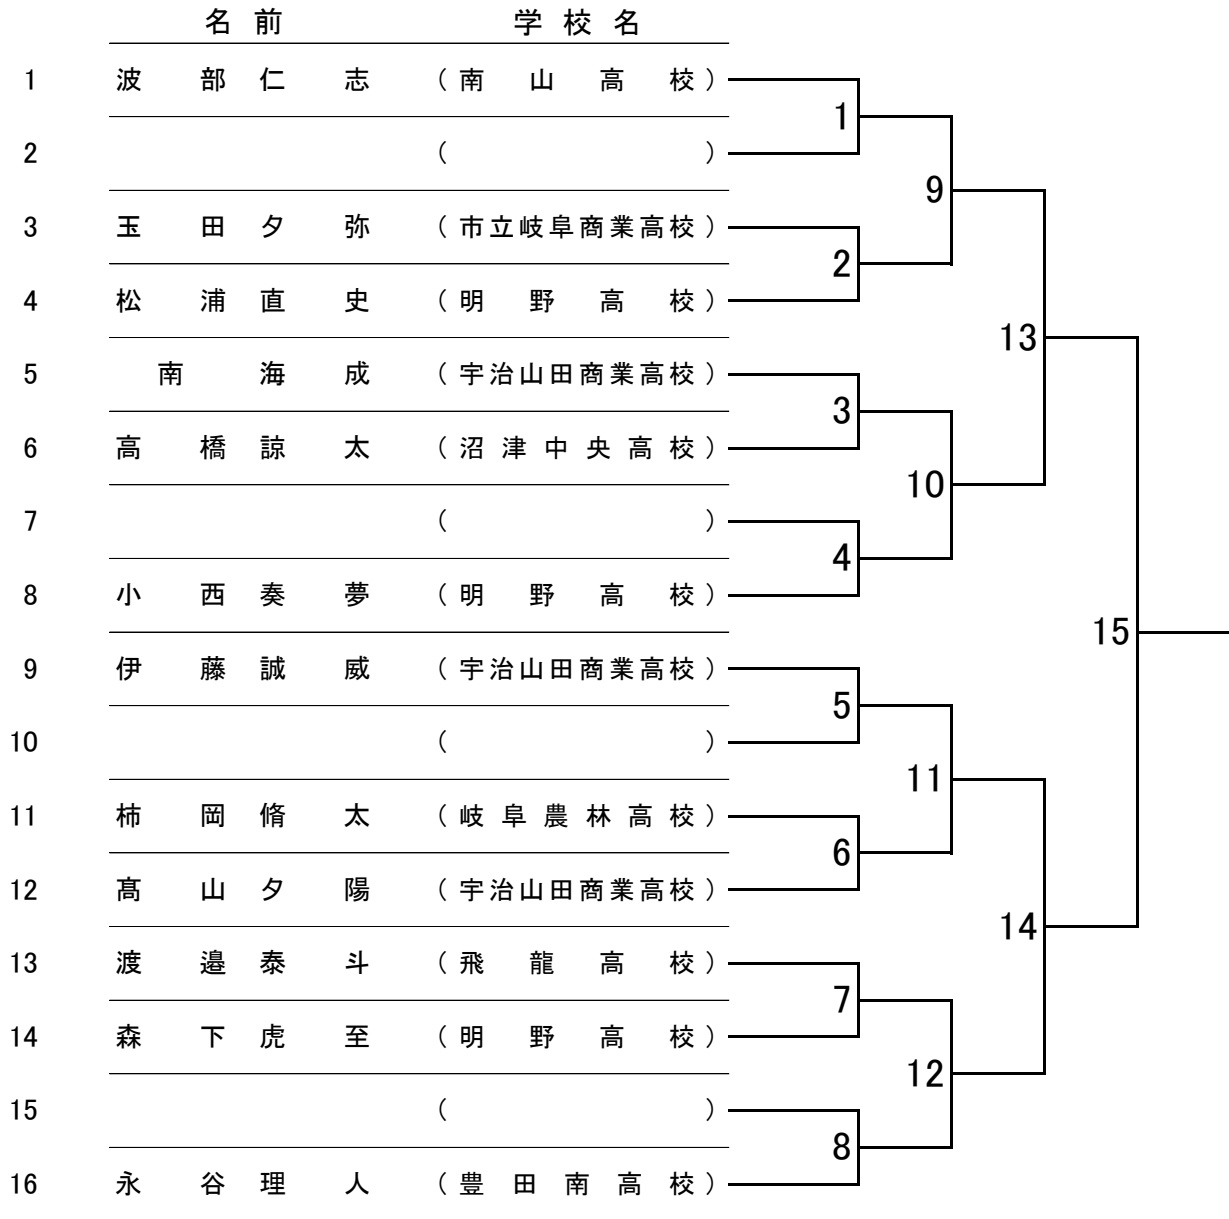 名前 学校名
1 波部仁志 （南山高校）
1
2 （ ）
9
3 玉田夕弥 （市立岐阜商業高校）
2
4 松浦直史 （明野高校）
13
5 南海成 （宇治山田商業高校）
3
6 高橋諒太 （沼津中央高校）
10
7 （ ）
4
8 小西奏夢 （明野高校）
15
9 伊藤誠威 （宇治山田商業高校）
5
10 （ ）
11
11 柿岡脩太 （岐阜農林高校）
6
12 髙山夕陽 （宇治山田商業高校）
14
13 渡邉泰斗 （飛龍高校）
7
14 森下虎至 （明野高校）
12
15 （ ）
8
16 永谷理人 （豊田南高校）